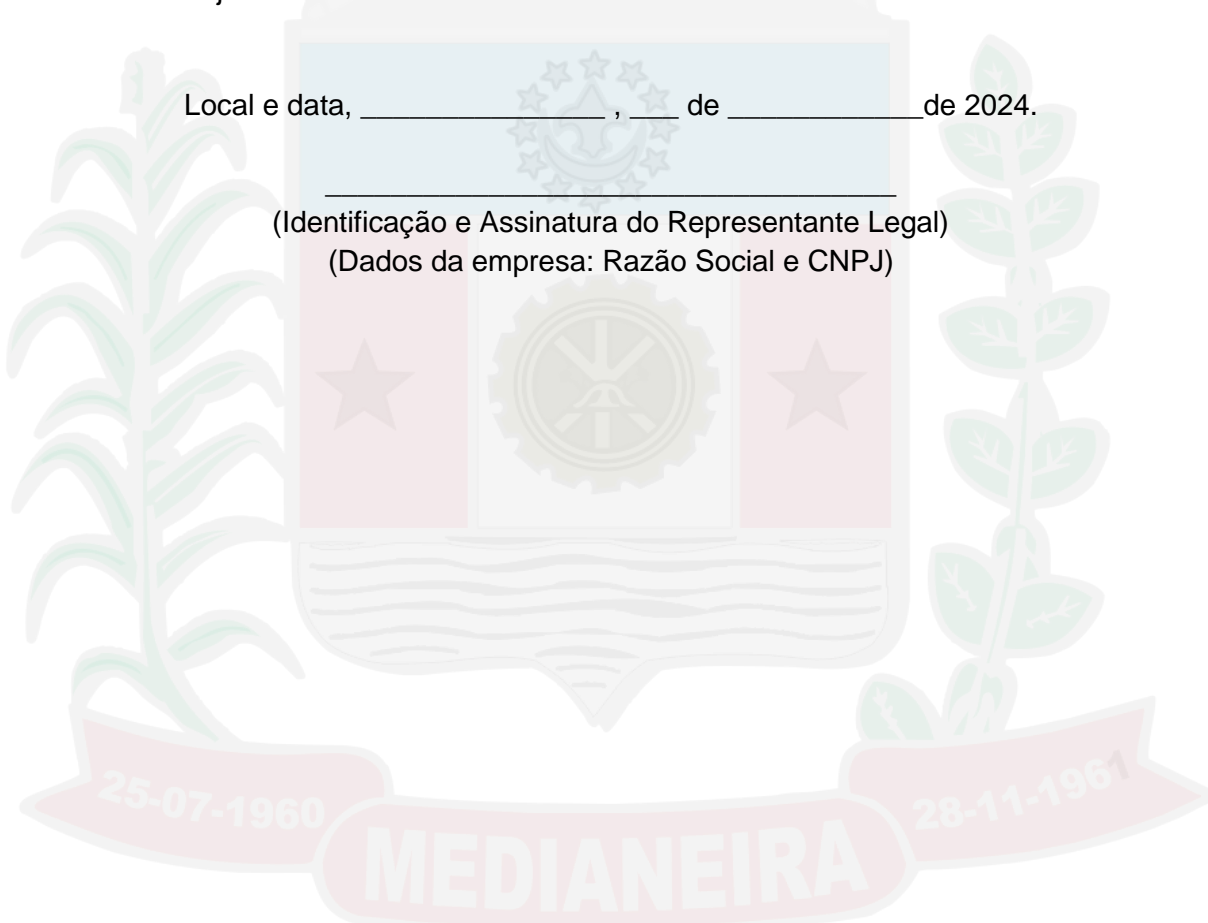 Local e data, _______________ , ___ de ____________de 2024.
___________________________________
(Identificação e Assinatura do Representante Legal)
(Dados da empresa: Razão Social e CNPJ)
25-07-1960
28-11-1961
MEDIANEIRA